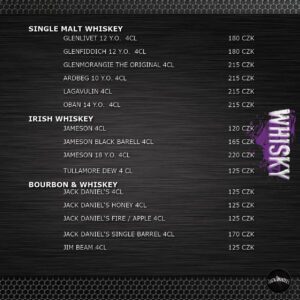 SINGLE MALT WHISKEY
GLENLIVET 12 Y.O. 4CL 180 CZK
GLENFIDDICH 12 Y.O. 4CL 180 CZK
GLENMORANGIE THE ORIGINAL 4CL 215 CZK
ARDBEG 10 Y.O. 4CL 215 CZK
LAGAVULIN 4CL 215 CZK
OBAN 14 Y.O. 4CL 215 CZK
IRISH WHISKEY
JAMESON 4CL 120 CZK
JAMESON BLACK BARELL 4CL 165 CZK
JAMESON 18 Y.O. 4CL 220 CZK
TULLAMORE DEW 4 CL 125 CZK
BOURBON & WHISKEY
JACK DANIEL'S 4CL 125 CZK
JACK DANIEL'S HONEY 4CL 125 CZK
JACK DANIEL'S FIRE / APPLE 4CL 125 CZK
JACK DANIEL'S SINGLE BARREL 4CL 170 CZK
JIM BEAM 4CL 125 CZK
WHISKY